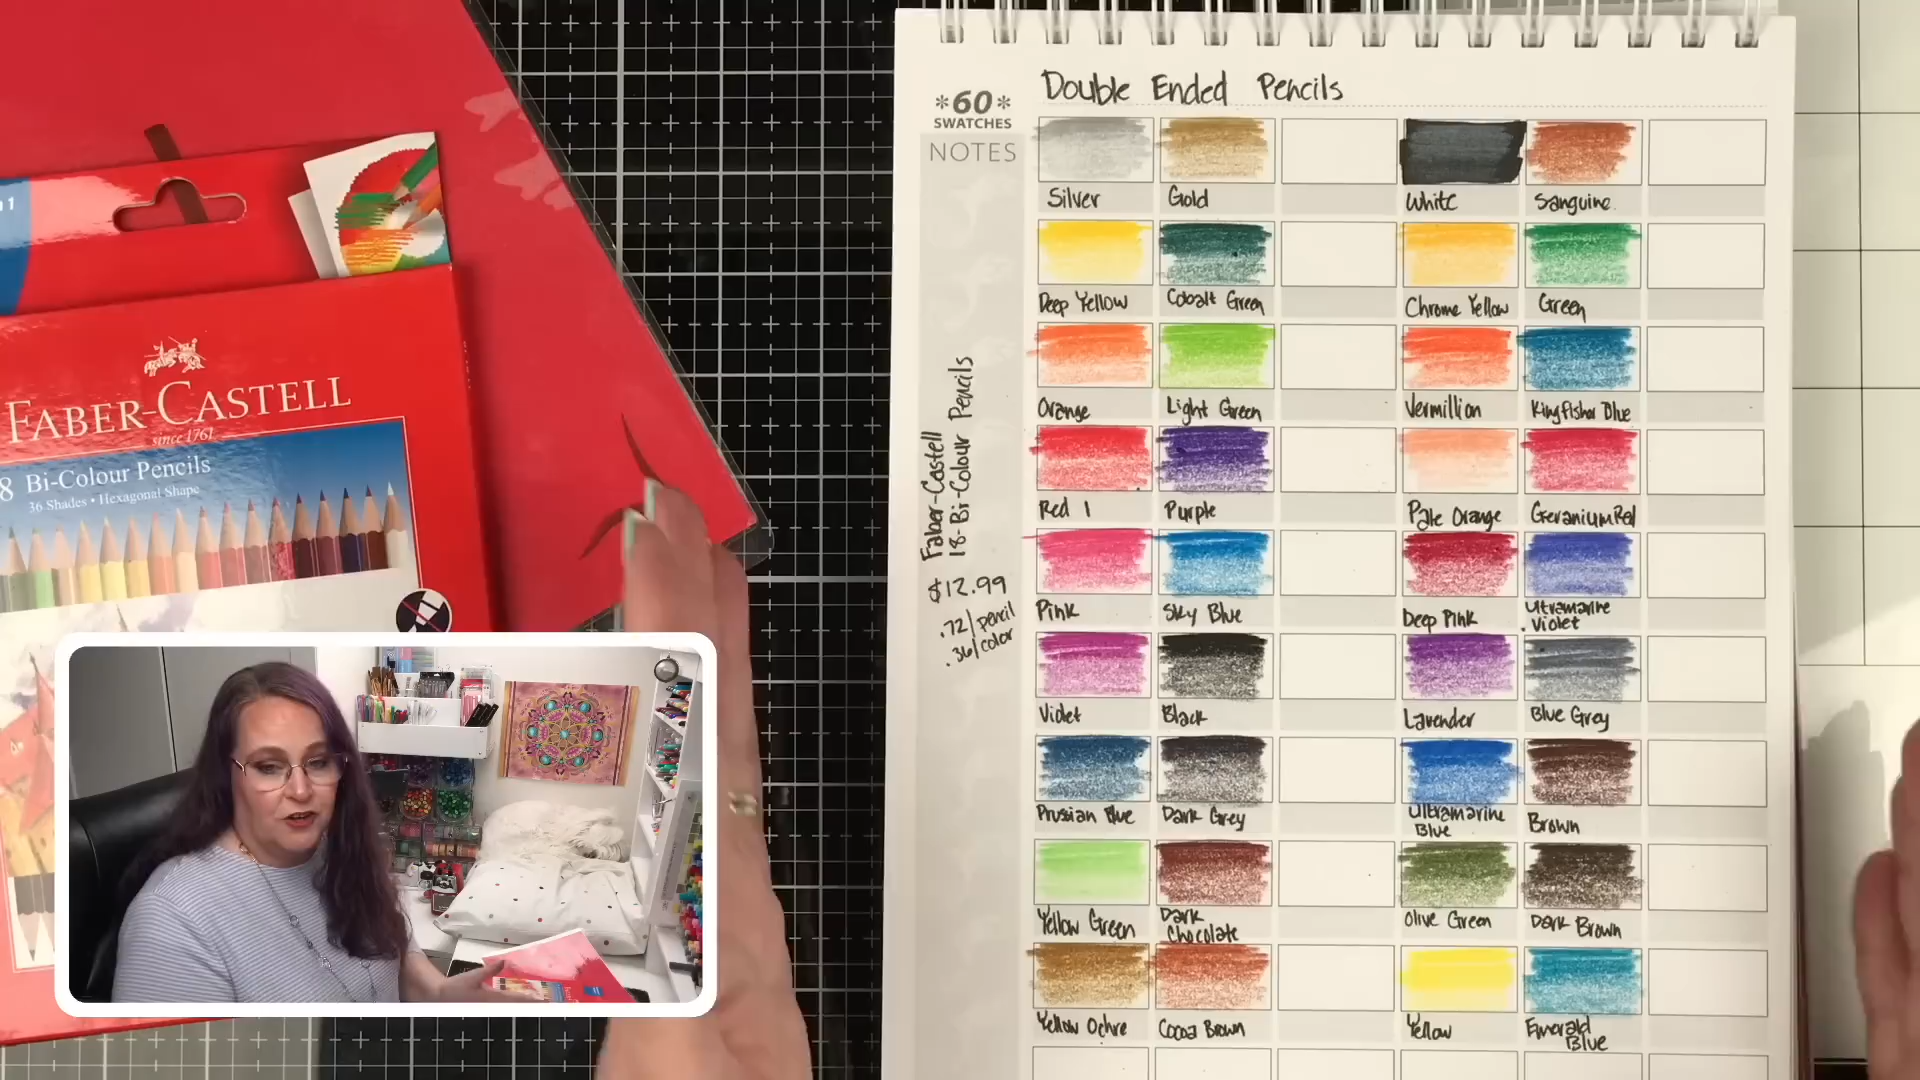 Double Ended Pencils
*60*
SWATCHES
NOTES
Silver Gold White Sanguine
Deep Yellow Cobalt Green Chrome Yellow Green
Orange Light Green Vermillion Kingfisher Blue
Red 1 Purple Pale Orange Geranium Red
Pink Sky Blue Deep Pink Ultramarine Violet
Violet Black Lavender Blue Grey
Prussian Blue Dark Grey Ultramarine Blue Brown
Yellow Green Dark Chocolate Olive Green Dark Brown
Yellow Ochre Cocoa Brown Yellow Emerald Blue
Faber-Castell
18-Bi-Colour Pencils
$12.99
.72/pencil
.36/color
FABER-CASTELL
since 1761
8 Bi-Colour Pencils
36 Shades • Hexagonal Shape